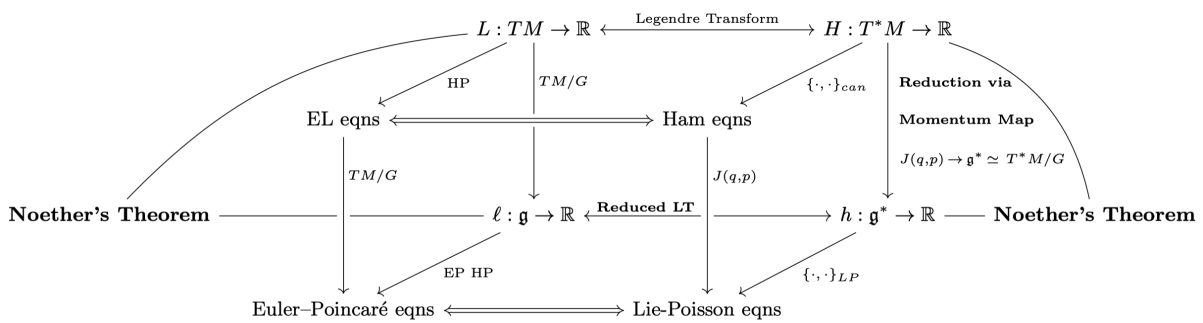 Legendre Transform
L : TM → ℝ
H : T*M → ℝ
HP
TM/G
{·,·}can
Reduction via
EL eqns
Ham eqns
Momentum Map
J(q,p) → 𝔤* ≃ T*M/G
TM/G
J(q,p)
Noether's Theorem
ℓ : 𝔤 → ℝ
Reduced LT
h : 𝔤* → ℝ
Noether's Theorem
EP HP
{·,·}LP
Euler–Poincaré eqns
Lie-Poisson eqns